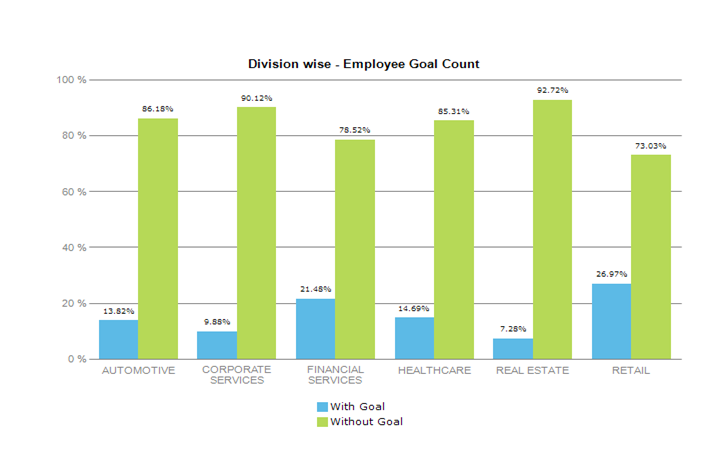 Division wise - Employee Goal Count
100 %
80 %
60 %
40 %
20 %
0 %
86.18%
90.12%
78.52%
85.31%
92.72%
73.03%
13.82%
9.88%
21.48%
14.69%
7.28%
26.97%
AUTOMOTIVE
CORPORATE
SERVICES
FINANCIAL
SERVICES
HEALTHCARE
REAL ESTATE
RETAIL
With Goal
Without Goal